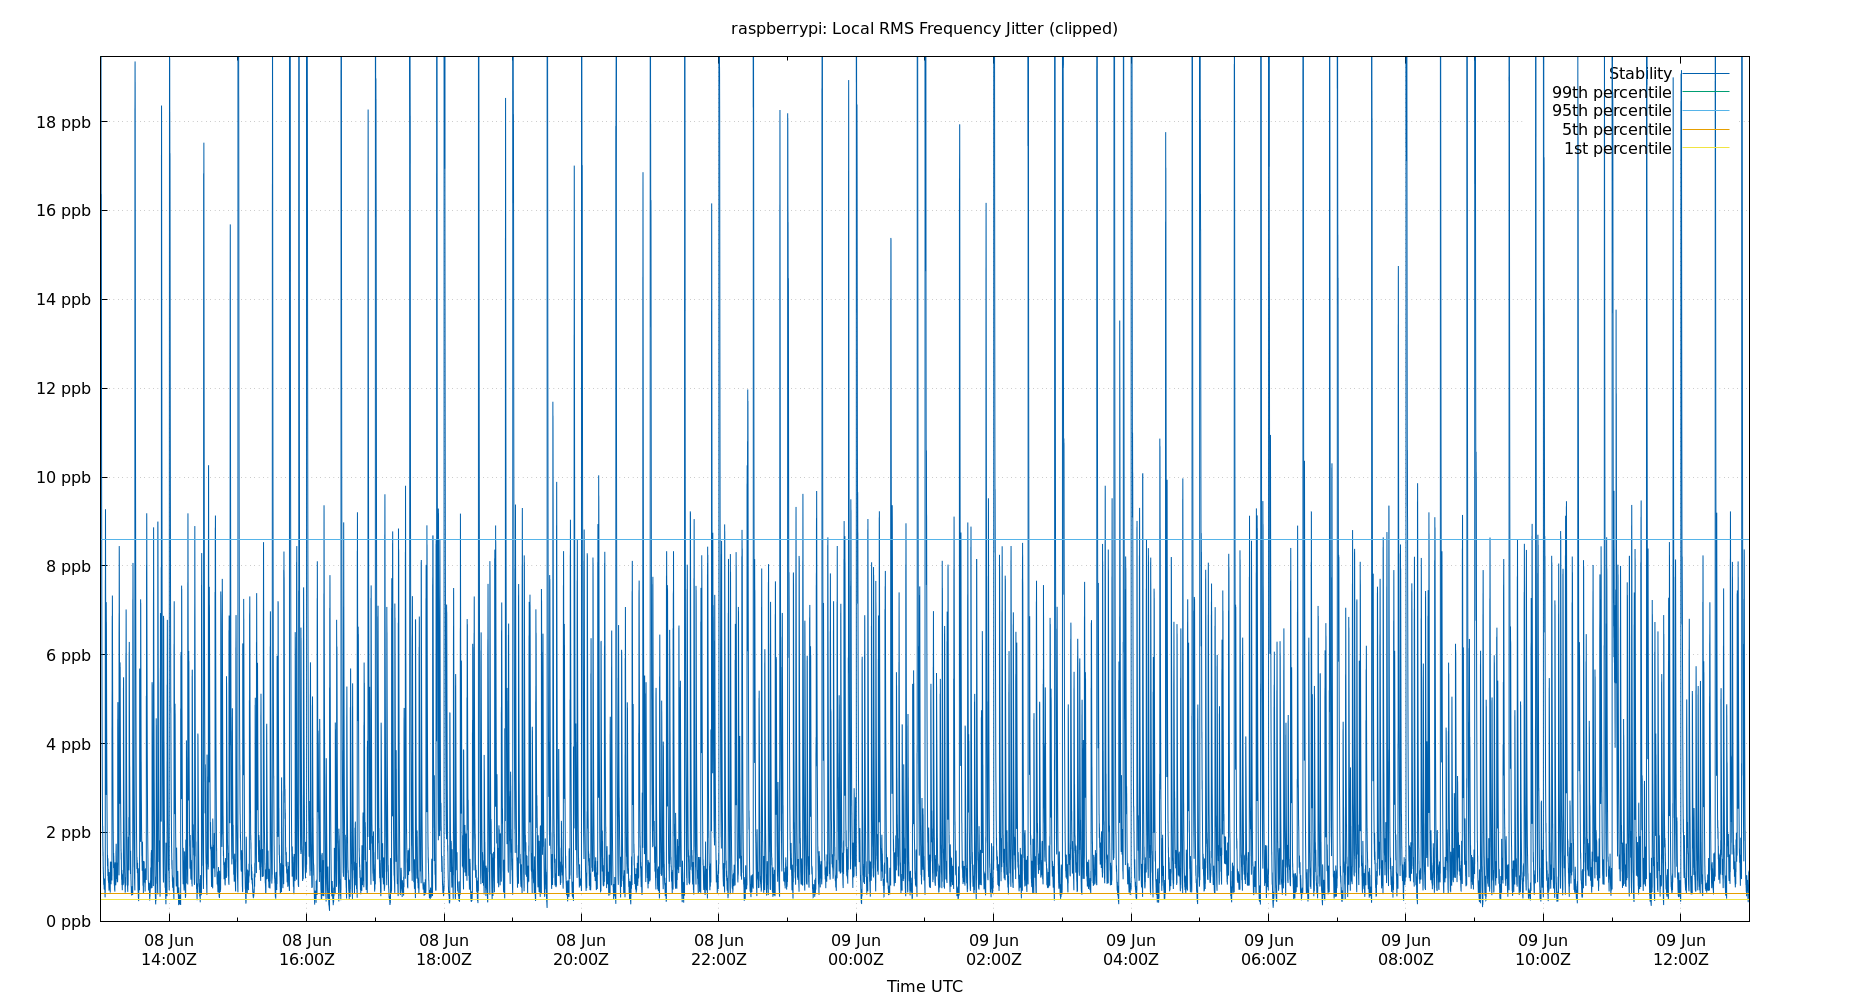 raspberrypi: Local RMS Frequency Jitter (clipped)
Stability
99th percentile
95th percentile
5th percentile
1st percentile
18 ppb
16 ppb
14 ppb
12 ppb
10 ppb
8 ppb
6 ppb
4 ppb
2 ppb
0 ppb
08 Jun 08 Jun 08 Jun 08 Jun 08 Jun 09 Jun 09 Jun 09 Jun 09 Jun 09 Jun 09 Jun 09 Jun
14:00Z 16:00Z 18:00Z 20:00Z 22:00Z 00:00Z 02:00Z 04:00Z 06:00Z 08:00Z 10:00Z 12:00Z
Time UTC